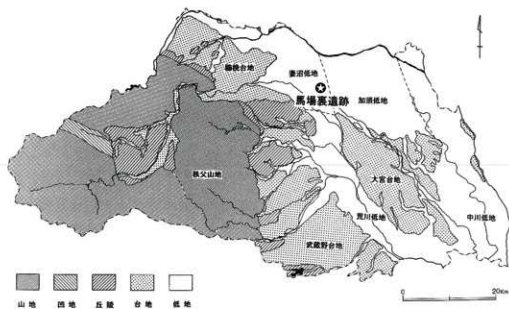 櫛挽台地
妻沼低地
馬場裏遺跡
加須低地
秩父山地
大宮台地
荒川低地
中川低地
武蔵野台地
山地 凹地 丘陵 台地 低地
0 20Km